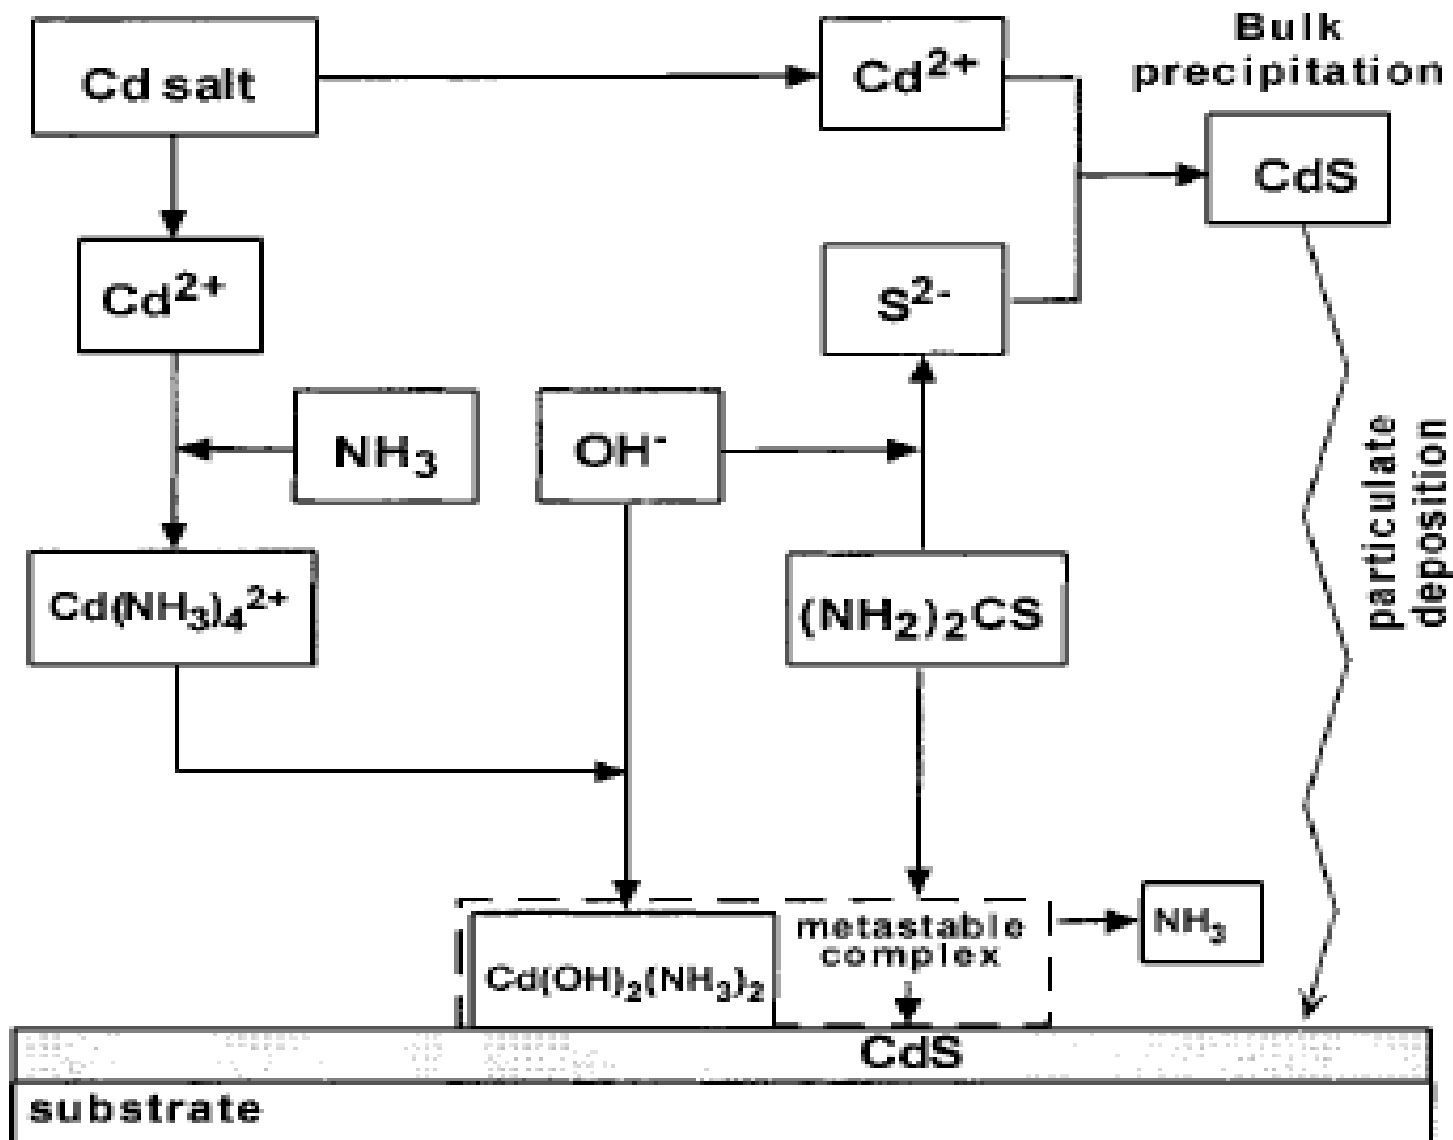 Bulk
precipitation
Cd salt
Cd²⁺
CdS
Cd²⁺
S²⁻
NH₃
OH⁻
particulate
deposition
Cd(NH₃)₄²⁺
(NH₂)₂CS
metastable
complex
NH₃
Cd(OH)₂(NH₃)₂
CdS
substrate